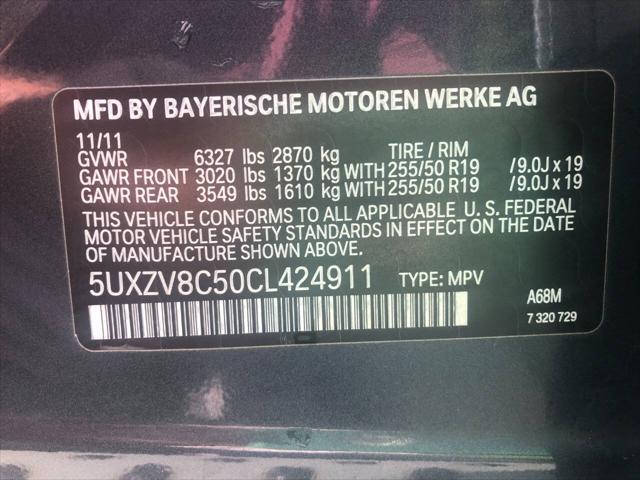 MFD BY BAYERISCHE MOTOREN WERKE AG
11/11
GVWR 6327 lbs 2870 kg TIRE / RIM
GAWR FRONT 3020 lbs 1370 kg WITH 255/50 R19 /9.0J x 19
GAWR REAR 3549 lbs 1610 kg WITH 255/50 R19 /9.0J x 19
THIS VEHICLE CONFORMS TO ALL APPLICABLE U. S. FEDERAL
MOTOR VEHICLE SAFETY STANDARDS IN EFFECT ON THE DATE
OF MANUFACTURE SHOWN ABOVE.
5UXZV8C50CL424911 TYPE: MPV
A68M
7 320 729